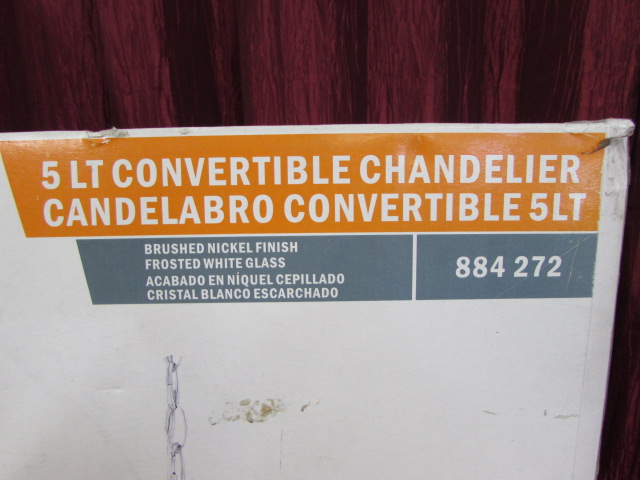 5 LT CONVERTIBLE CHANDELIER
CANDELABRO CONVERTIBLE 5LT
BRUSHED NICKEL FINISH
FROSTED WHITE GLASS
ACABADO EN NÍQUEL CEPILLADO
CRISTAL BLANCO ESCARCHADO
884 272